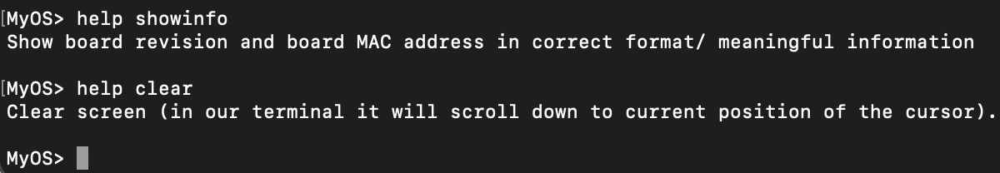 [MyOS> help showinfo
Show board revision and board MAC address in correct format/ meaningful information
[MyOS> help clear
Clear screen (in our terminal it will scroll down to current position of the cursor).
MyOS>